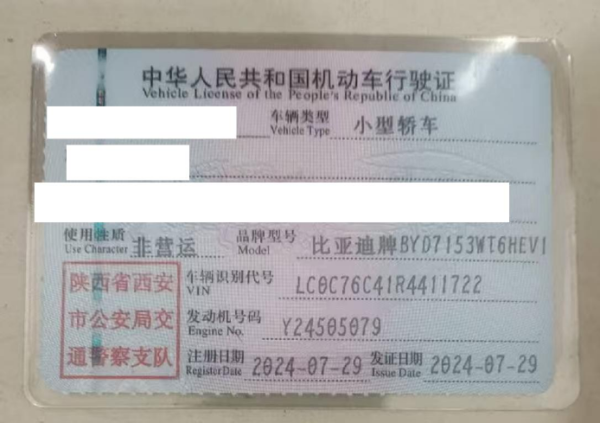 中华人民共和国机动车行驶证
Vehicle License of the People's Republic of China
车辆类型 小型轿车
Vehicle Type
使用性质 非营运 品牌型号 比亚迪牌BYD7153WT6HEV1
Use Character Model
陕西省西安 车辆识别代号 LC0C76C41R4411722
VIN
市公安局交 发动机号码 Y24505079
Engine No.
通警察支队 注册日期 2024-07-29 发证日期 2024-07-29
Register Date Issue Date